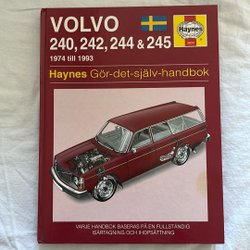 VOLVO
Haynes
240, 242, 244 & 245
1974 till 1993
Haynes Gör-det-själv-handbok
VARJE HANDBOK BASERAS PÅ EN FULLSTÄNDIG
ISÄRTAGNING OCH IHOPSÄTTNING